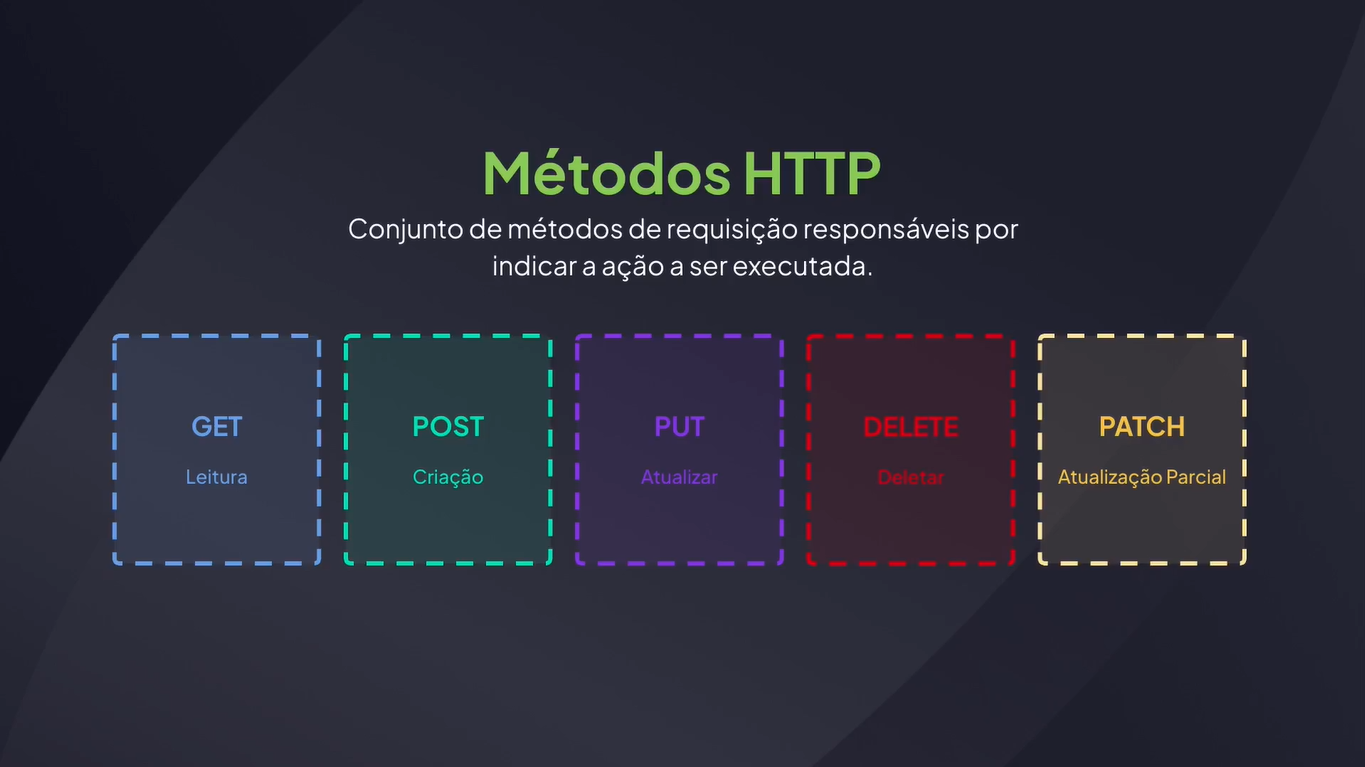 Métodos HTTP
Conjunto de métodos de requisição responsáveis por
indicar a ação a ser executada.
GET
Leitura
POST
Criação
PUT
Atualizar
DELETE
Deletar
PATCH
Atualização Parcial